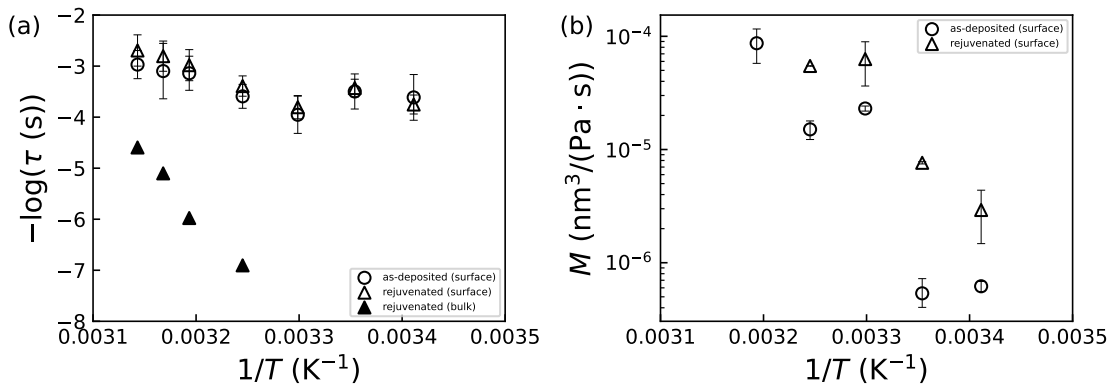 (a)
−2
−3
−4
−5
−6
−7
−8
−log(τ (s))
as-deposited (surface)
rejuvenated (surface)
rejuvenated (bulk)
0.0031 0.0032 0.0033 0.0034 0.0035
1/T (K⁻¹)
(b)
10⁻⁴
10⁻⁵
10⁻⁶
M (nm³/(Pa · s))
as-deposited (surface)
rejuvenated (surface)
0.0031 0.0032 0.0033 0.0034 0.0035
1/T (K⁻¹)